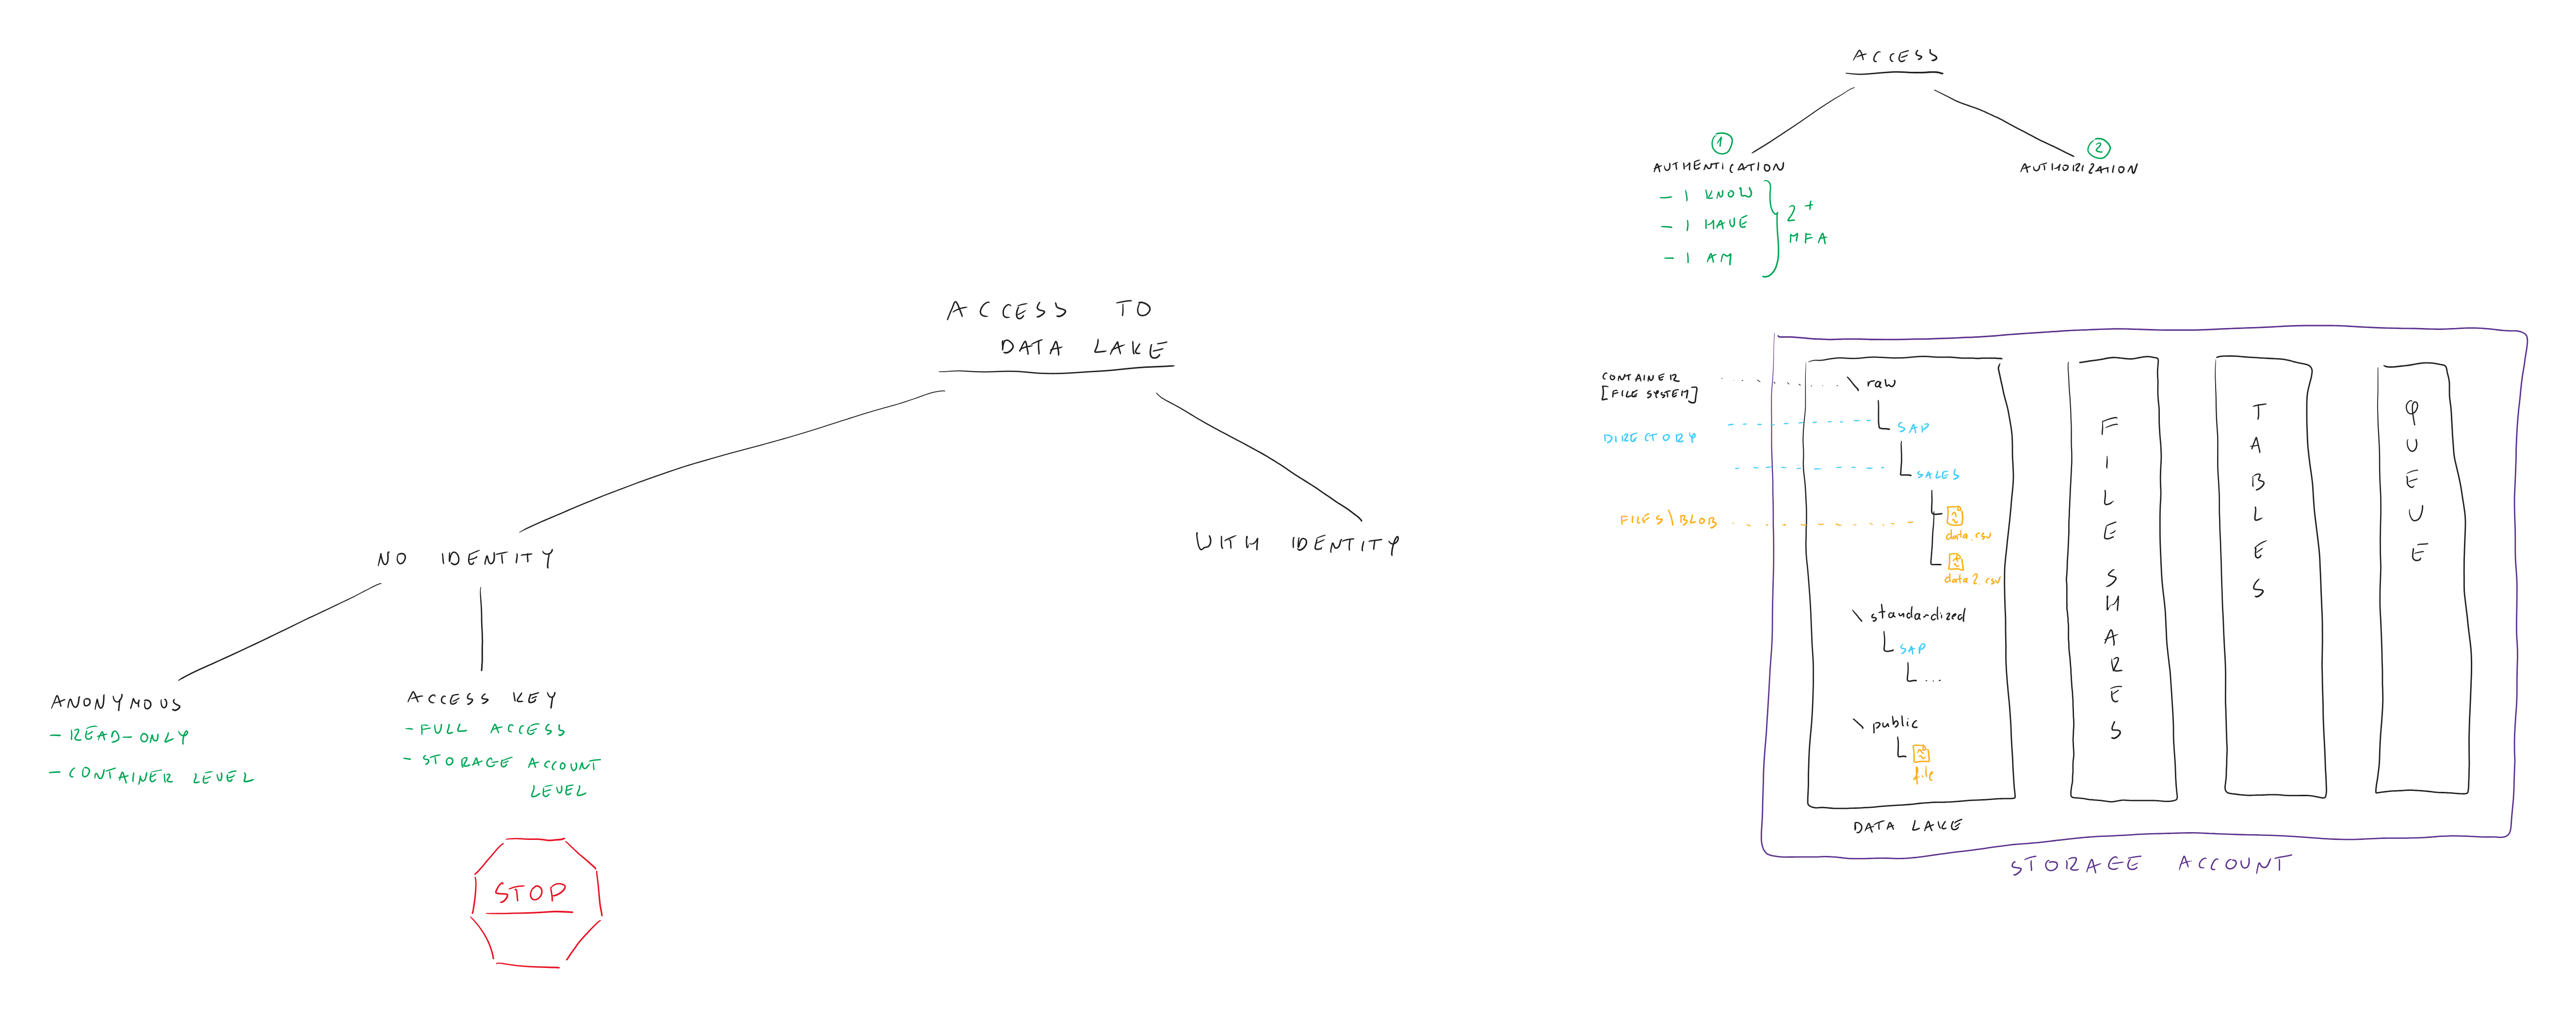 ACCESS TO
DATA LAKE
NO IDENTITY
WITH IDENTITY
ANONYMOUS
- READ-ONLY
- CONTAINER LEVEL
ACCESS KEY
- FULL ACCESS
- STORAGE ACCOUNT
LEVEL
STOP
ACCESS
1
AUTHENTICATION
- I KNOW
- I HAVE
- I AM
2+
MFA
2
AUTHORIZATION
CONTAINER
[FILE SYSTEM]
DIRECTORY
FILES\BLOB
\ raw
SAP
SALES
data.csv
data2.csv
\ standardized
SAP
...
\ public
file
DATA LAKE
FILE SHARES
TABLES
QUEUE
STORAGE ACCOUNT